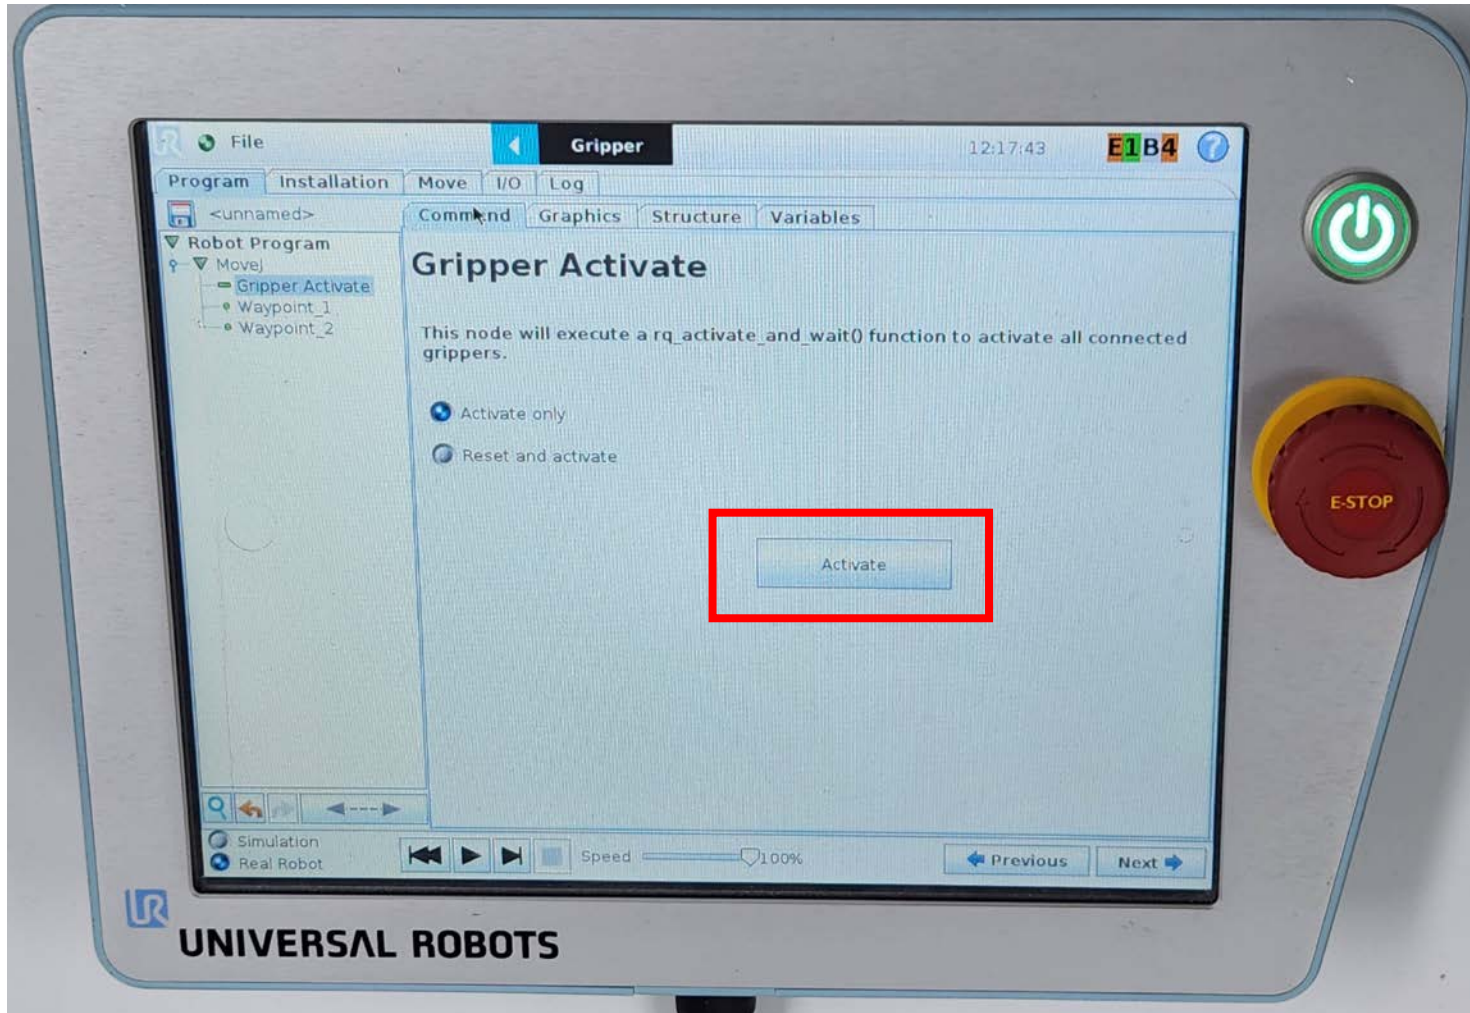 File
Gripper
12:17:43
E1B4
?
Program Installation Move I/O Log
<unnamed>
Command Graphics Structure Variables
Robot Program
MoveJ
Gripper Activate
Waypoint_1
Waypoint_2
Gripper Activate
This node will execute a rq_activate_and_wait() function to activate all connected
grippers.
Activate only
Reset and activate
Activate
E-STOP
Simulation
Real Robot
Speed 100%
Previous Next
UR
UNIVERSAL ROBOTS